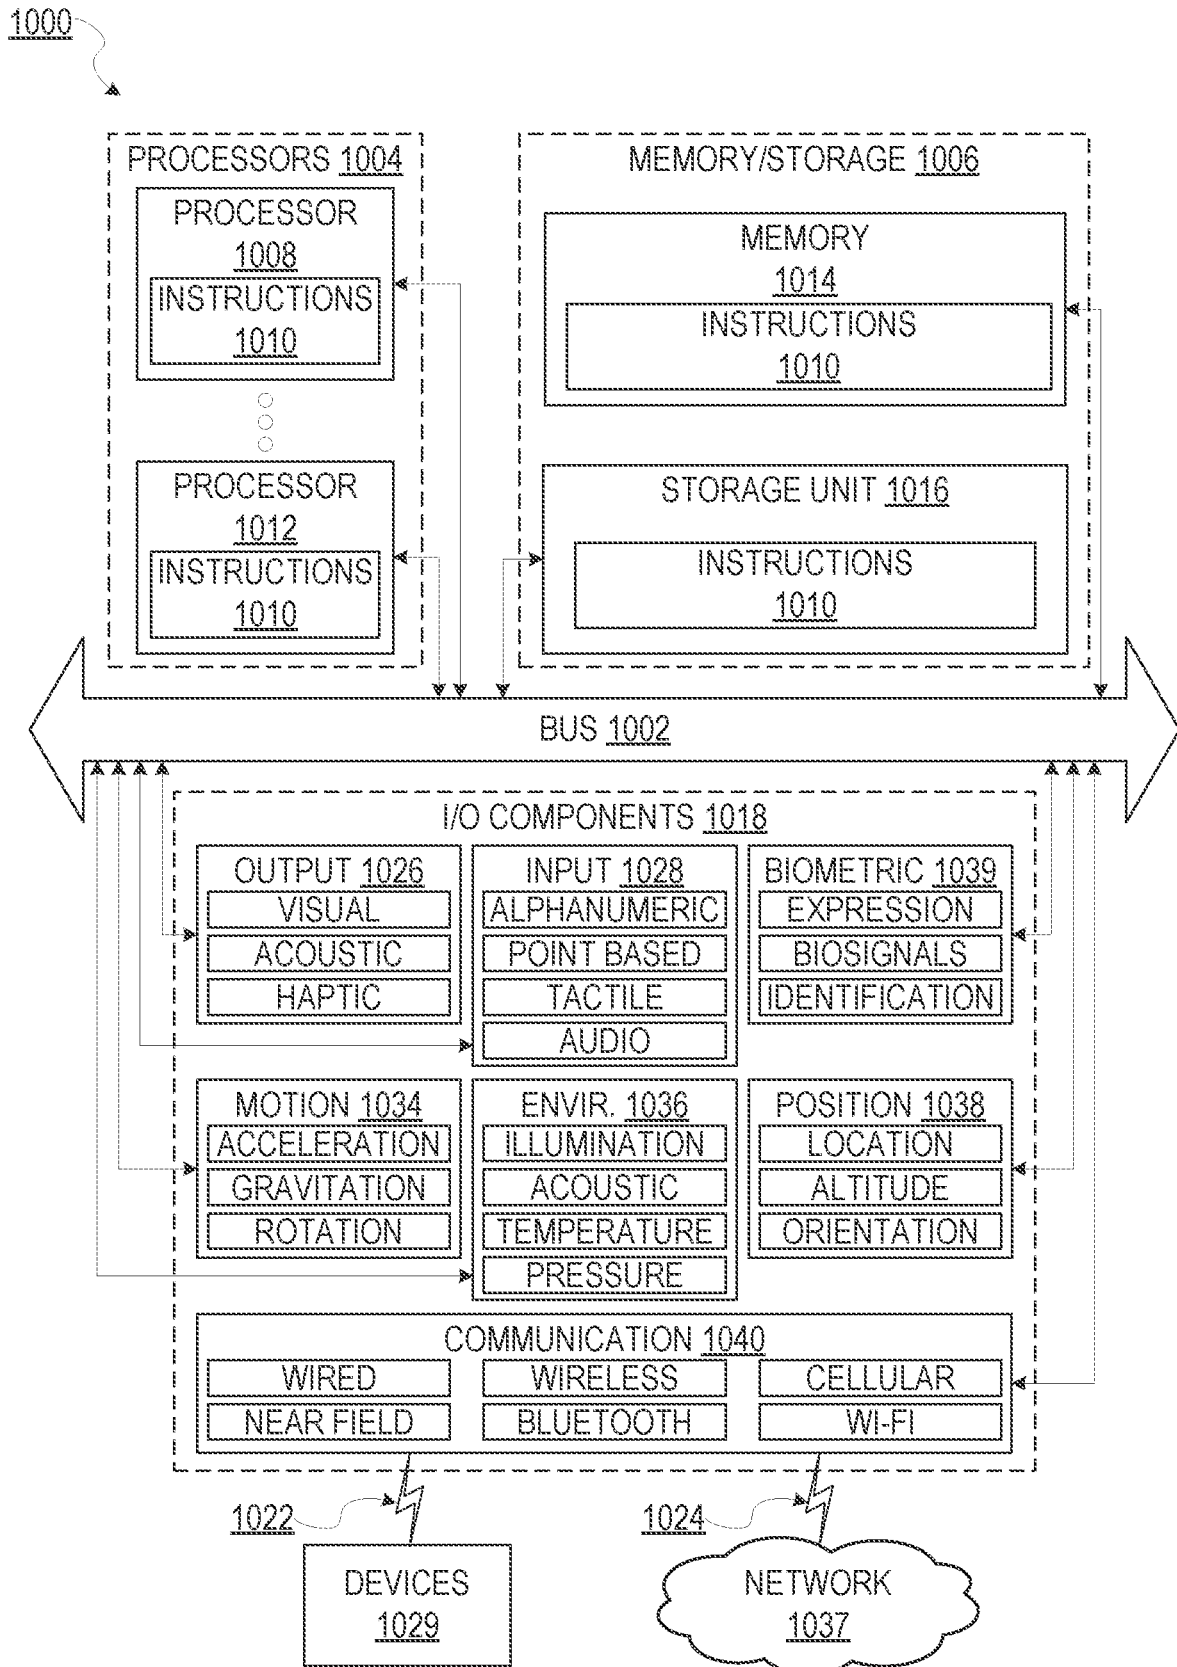 1000
PROCESSORS 1004
PROCESSOR
1008
INSTRUCTIONS
1010
PROCESSOR
1012
INSTRUCTIONS
1010
MEMORY/STORAGE 1006
MEMORY
1014
INSTRUCTIONS
1010
STORAGE UNIT 1016
INSTRUCTIONS
1010
BUS 1002
I/O COMPONENTS 1018
OUTPUT 1026
VISUAL
ACOUSTIC
HAPTIC
INPUT 1028
ALPHANUMERIC
POINT BASED
TACTILE
AUDIO
BIOMETRIC 1039
EXPRESSION
BIOSIGNALS
IDENTIFICATION
MOTION 1034
ACCELERATION
GRAVITATION
ROTATION
ENVIR. 1036
ILLUMINATION
ACOUSTIC
TEMPERATURE
PRESSURE
POSITION 1038
LOCATION
ALTITUDE
ORIENTATION
COMMUNICATION 1040
WIRED
WIRELESS
CELLULAR
NEAR FIELD
BLUETOOTH
WI-FI
1022
1024
DEVICES
1029
NETWORK
1037